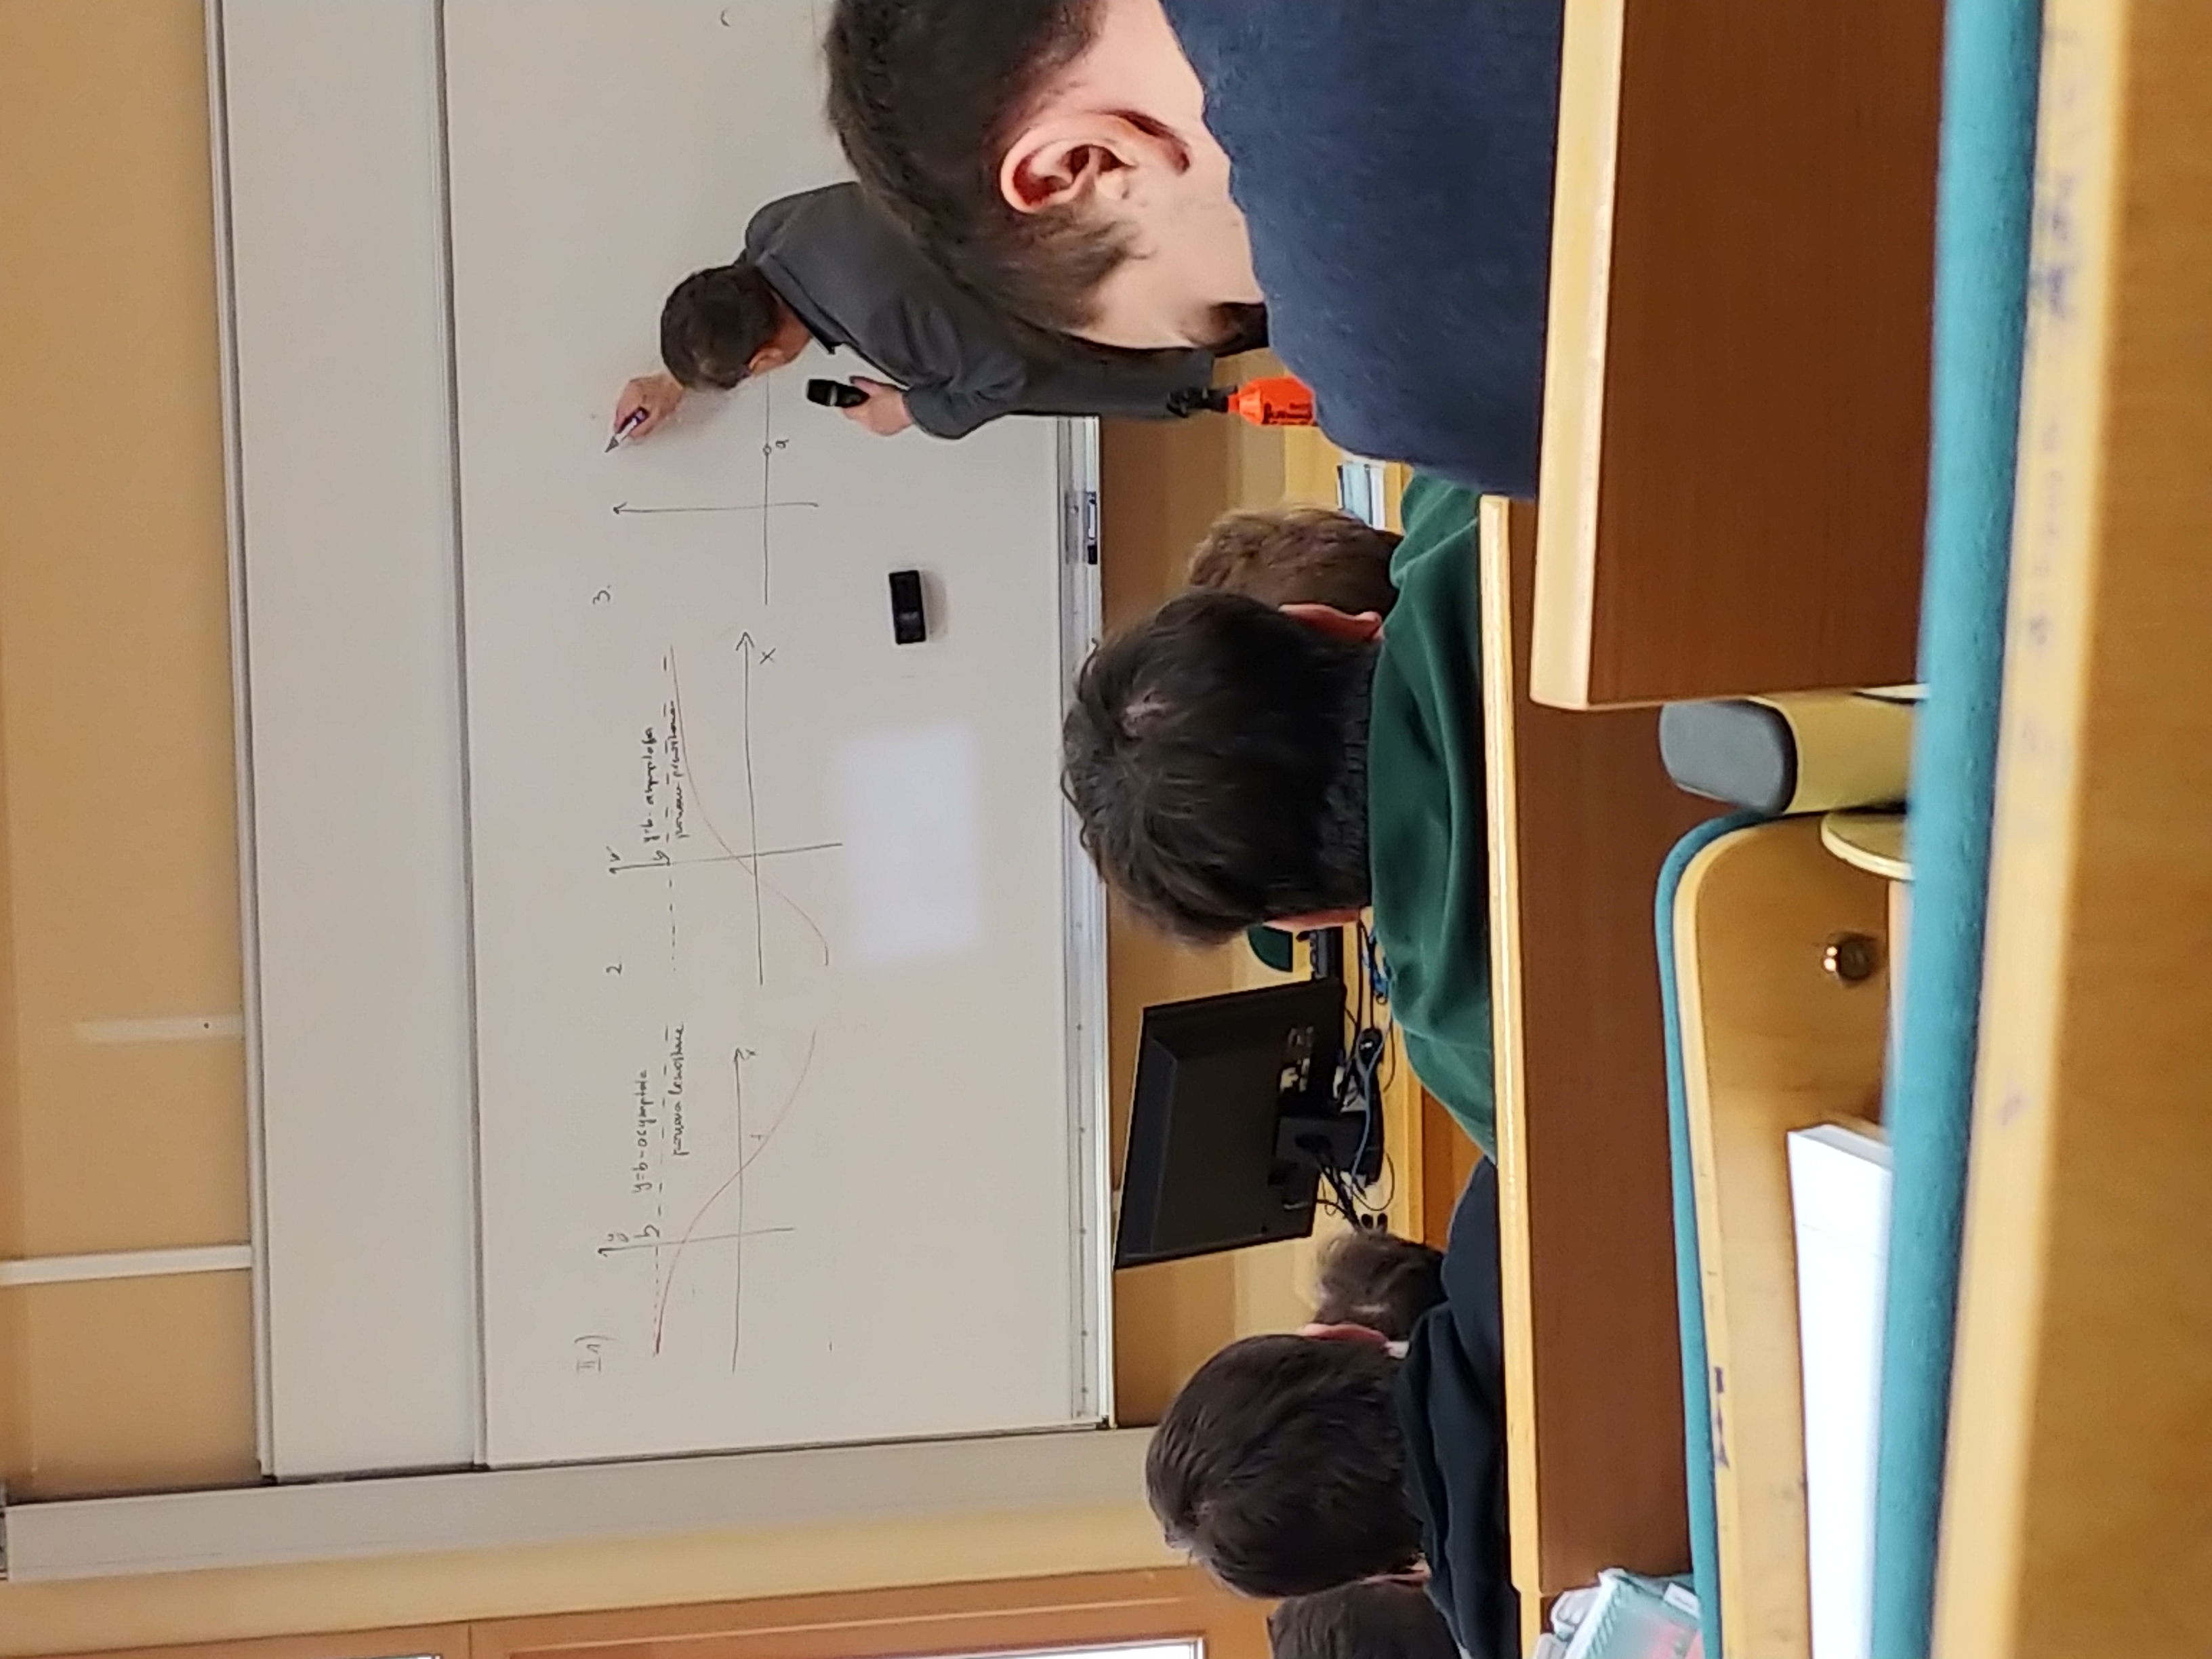 II 1)
y
b
y=b - asymptota
pozioma lewostronna
x
2.
y
b
y=b - asymptota
pozioma prawostronna
x
3.
a